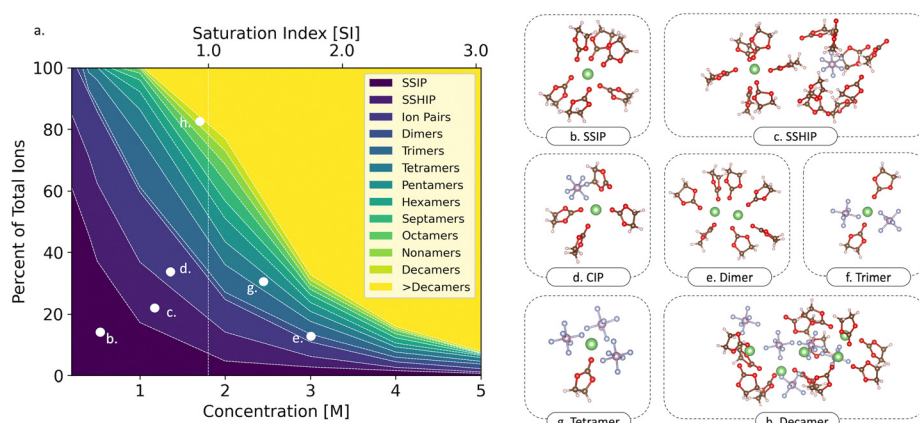 a.
Saturation Index [SI]
1.0 2.0 3.0
100
80
60
40
20
0
Percent of Total Ions
SSIP
SSHIP
Ion Pairs
Dimers
Trimers
Tetramers
Pentamers
Hexamers
Septamers
Octamers
Nonamers
Decamers
>Decamers
h.
d.
g.
c.
b.
e.
1 2 3 4 5
Concentration [M]
b. SSIP
c. SSHIP
d. CIP
e. Dimer
f. Trimer
g. Tetramer
h. Decamer